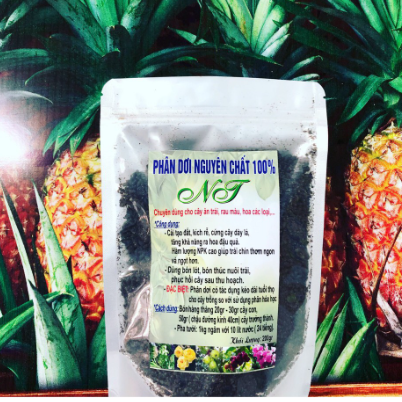 PHÂN DƠI NGUYÊN CHẤT 100%
NT
Chuyên dùng cho cây ăn trái, rau màu, hoa các loại,...
*Công dụng:
- Cải tạo đất, kích rễ, cứng cây dày lá,
tăng khả năng ra hoa đậu quả.
Hàm lượng NPK cao giúp trái chín thơm ngon
và ngọt hơn.
- Dùng bón lót, bón thúc nuôi trái,
phục hồi cây sau thu hoạch.
- ĐẶC BIỆT: Phân dơi có tác dụng kéo dài tuổi thọ
cho cây trồng so với sử dụng phân hóa học
*Cách dùng: Bón hàng tháng 20gr - 30gr cây con,
50gr ( chậu đường kính 40cm) cây trưởng thành.
- Pha tưới: 1kg ngâm với 10 lít nước ( 24 tiếng).
Khối Lượng: